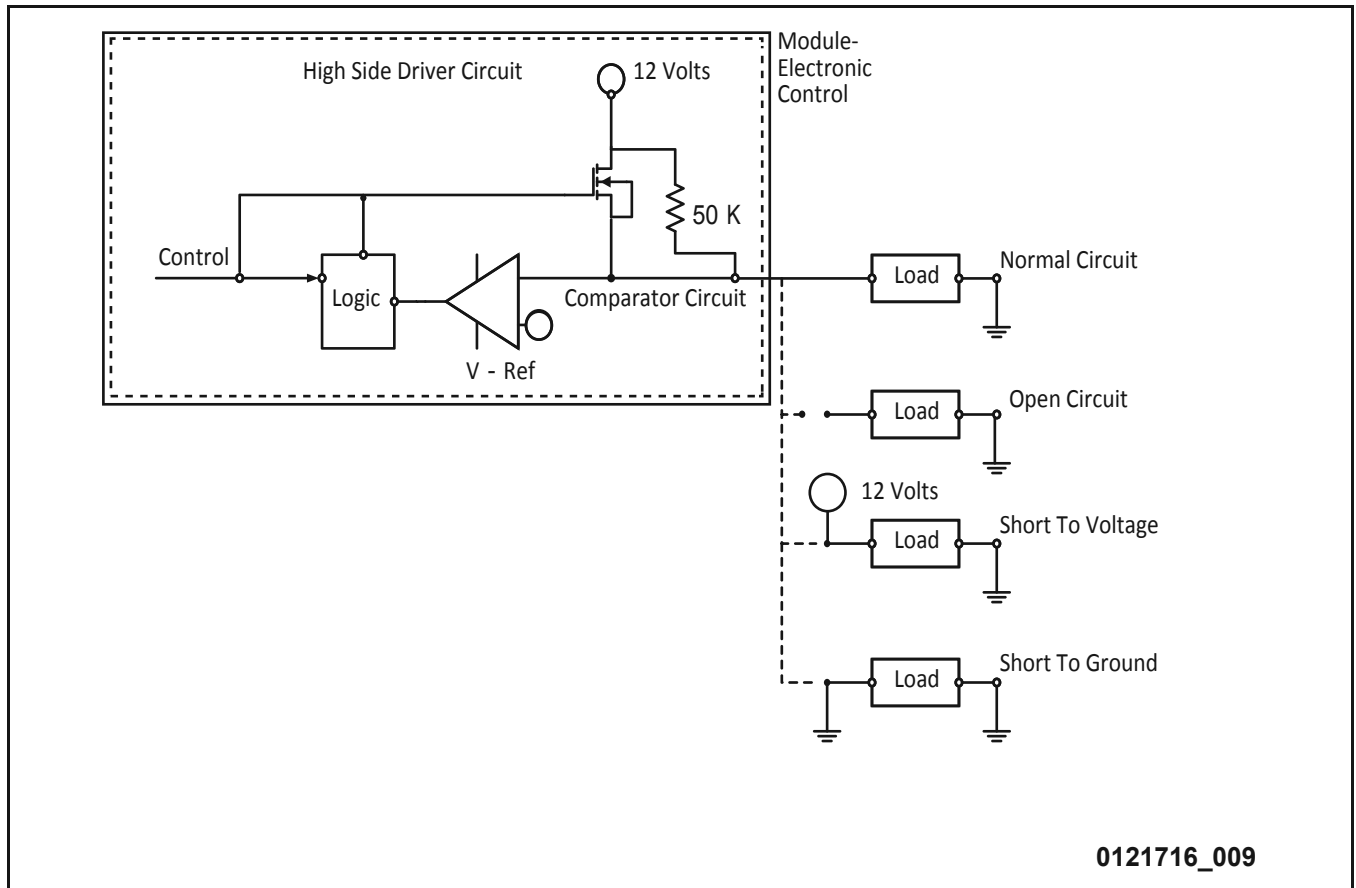 High Side Driver Circuit
12 Volts
Module-
Electronic
Control
50 K
Control
Logic
Comparator Circuit
V - Ref
Load
Normal Circuit
Load
Open Circuit
12 Volts
Load
Short To Voltage
Load
Short To Ground
0121716_009